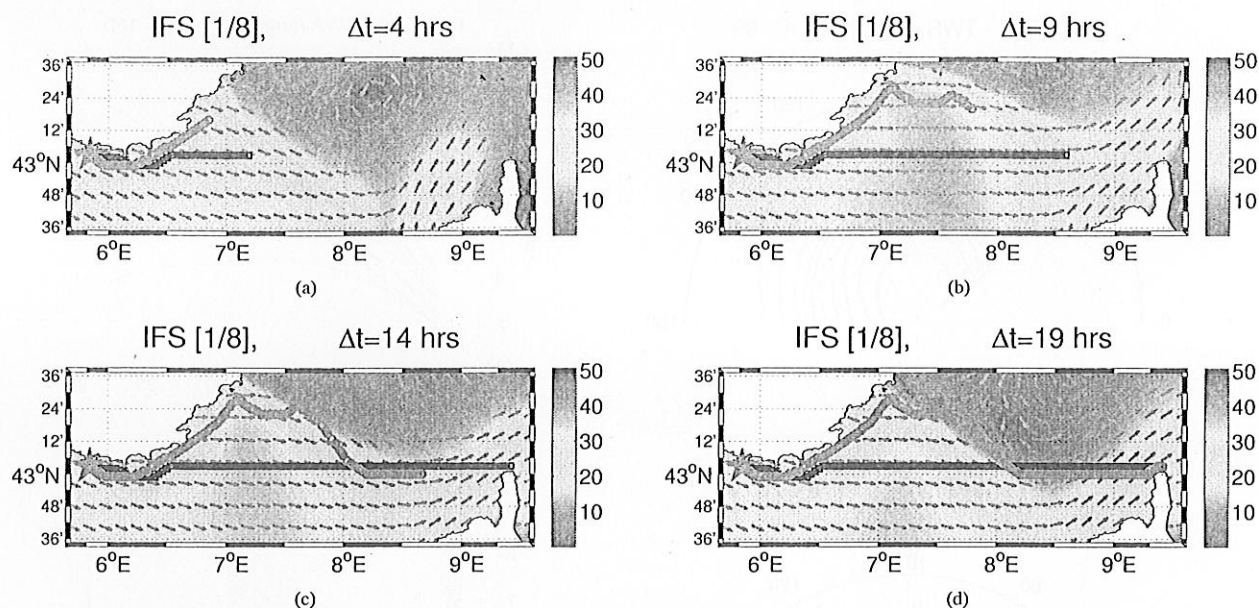 IFS [1/8], Δt=4 hrs
36'
24'
12'
43°N
48'
36'
6°E 7°E 8°E 9°E
50
40
30
20
10
(a)
IFS [1/8], Δt=9 hrs
36'
24'
12'
43°N
48'
36'
6°E 7°E 8°E 9°E
50
40
30
20
10
(b)
IFS [1/8], Δt=14 hrs
36'
24'
12'
43°N
48'
36'
6°E 7°E 8°E 9°E
50
40
30
20
10
(c)
IFS [1/8], Δt=19 hrs
36'
24'
12'
43°N
48'
36'
6°E 7°E 8°E 9°E
50
40
30
20
10
(d)